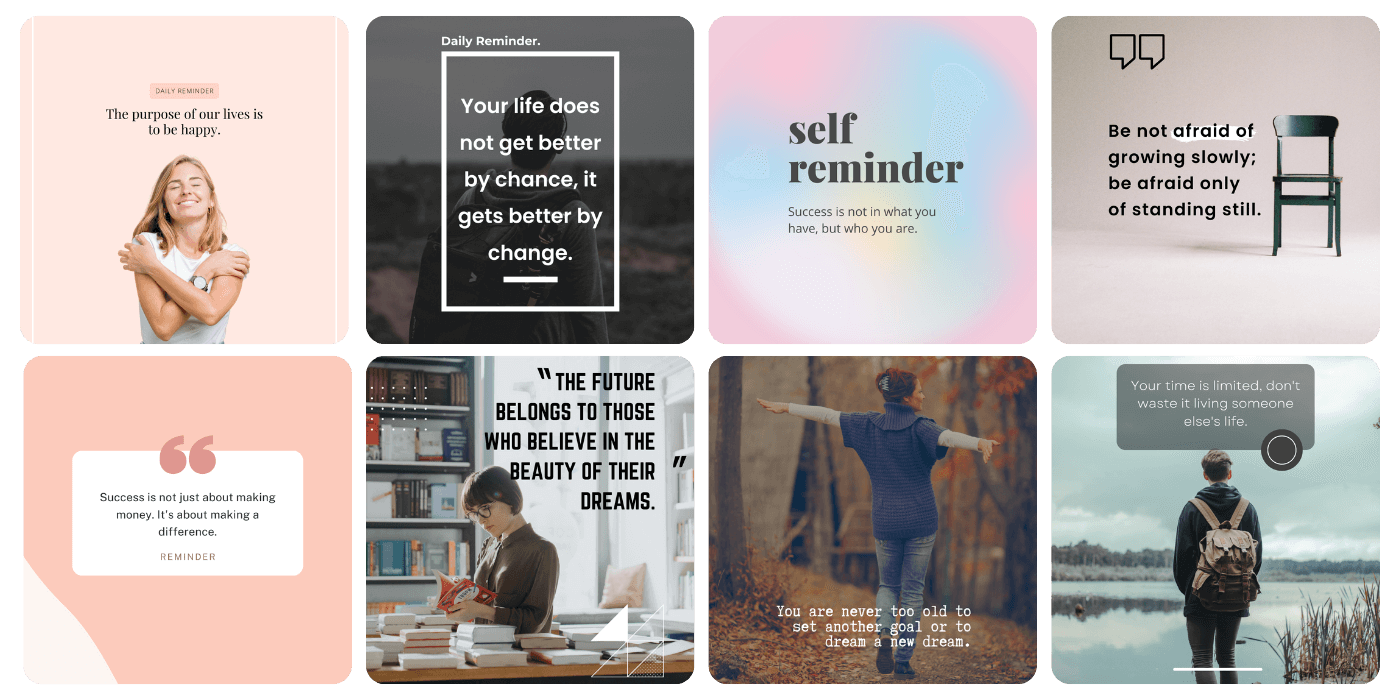 DAILY REMINDER
The purpose of our lives is
to be happy.
Daily Reminder.
Your life does
not get better
by chance, it
gets better by
change.
self
reminder
Success is not in what you
have, but who you are.
Be not afraid of
growing slowly;
be afraid only
of standing still.
Success is not just about making
money. It's about making a
difference.
REMINDER
“THE FUTURE
BELONGS TO THOSE
WHO BELIEVE IN THE
BEAUTY OF THEIR ”
DREAMS.
You are never too old to
set another goal or to
dream a new dream.
Your time is limited, don't
waste it living someone
else's life.